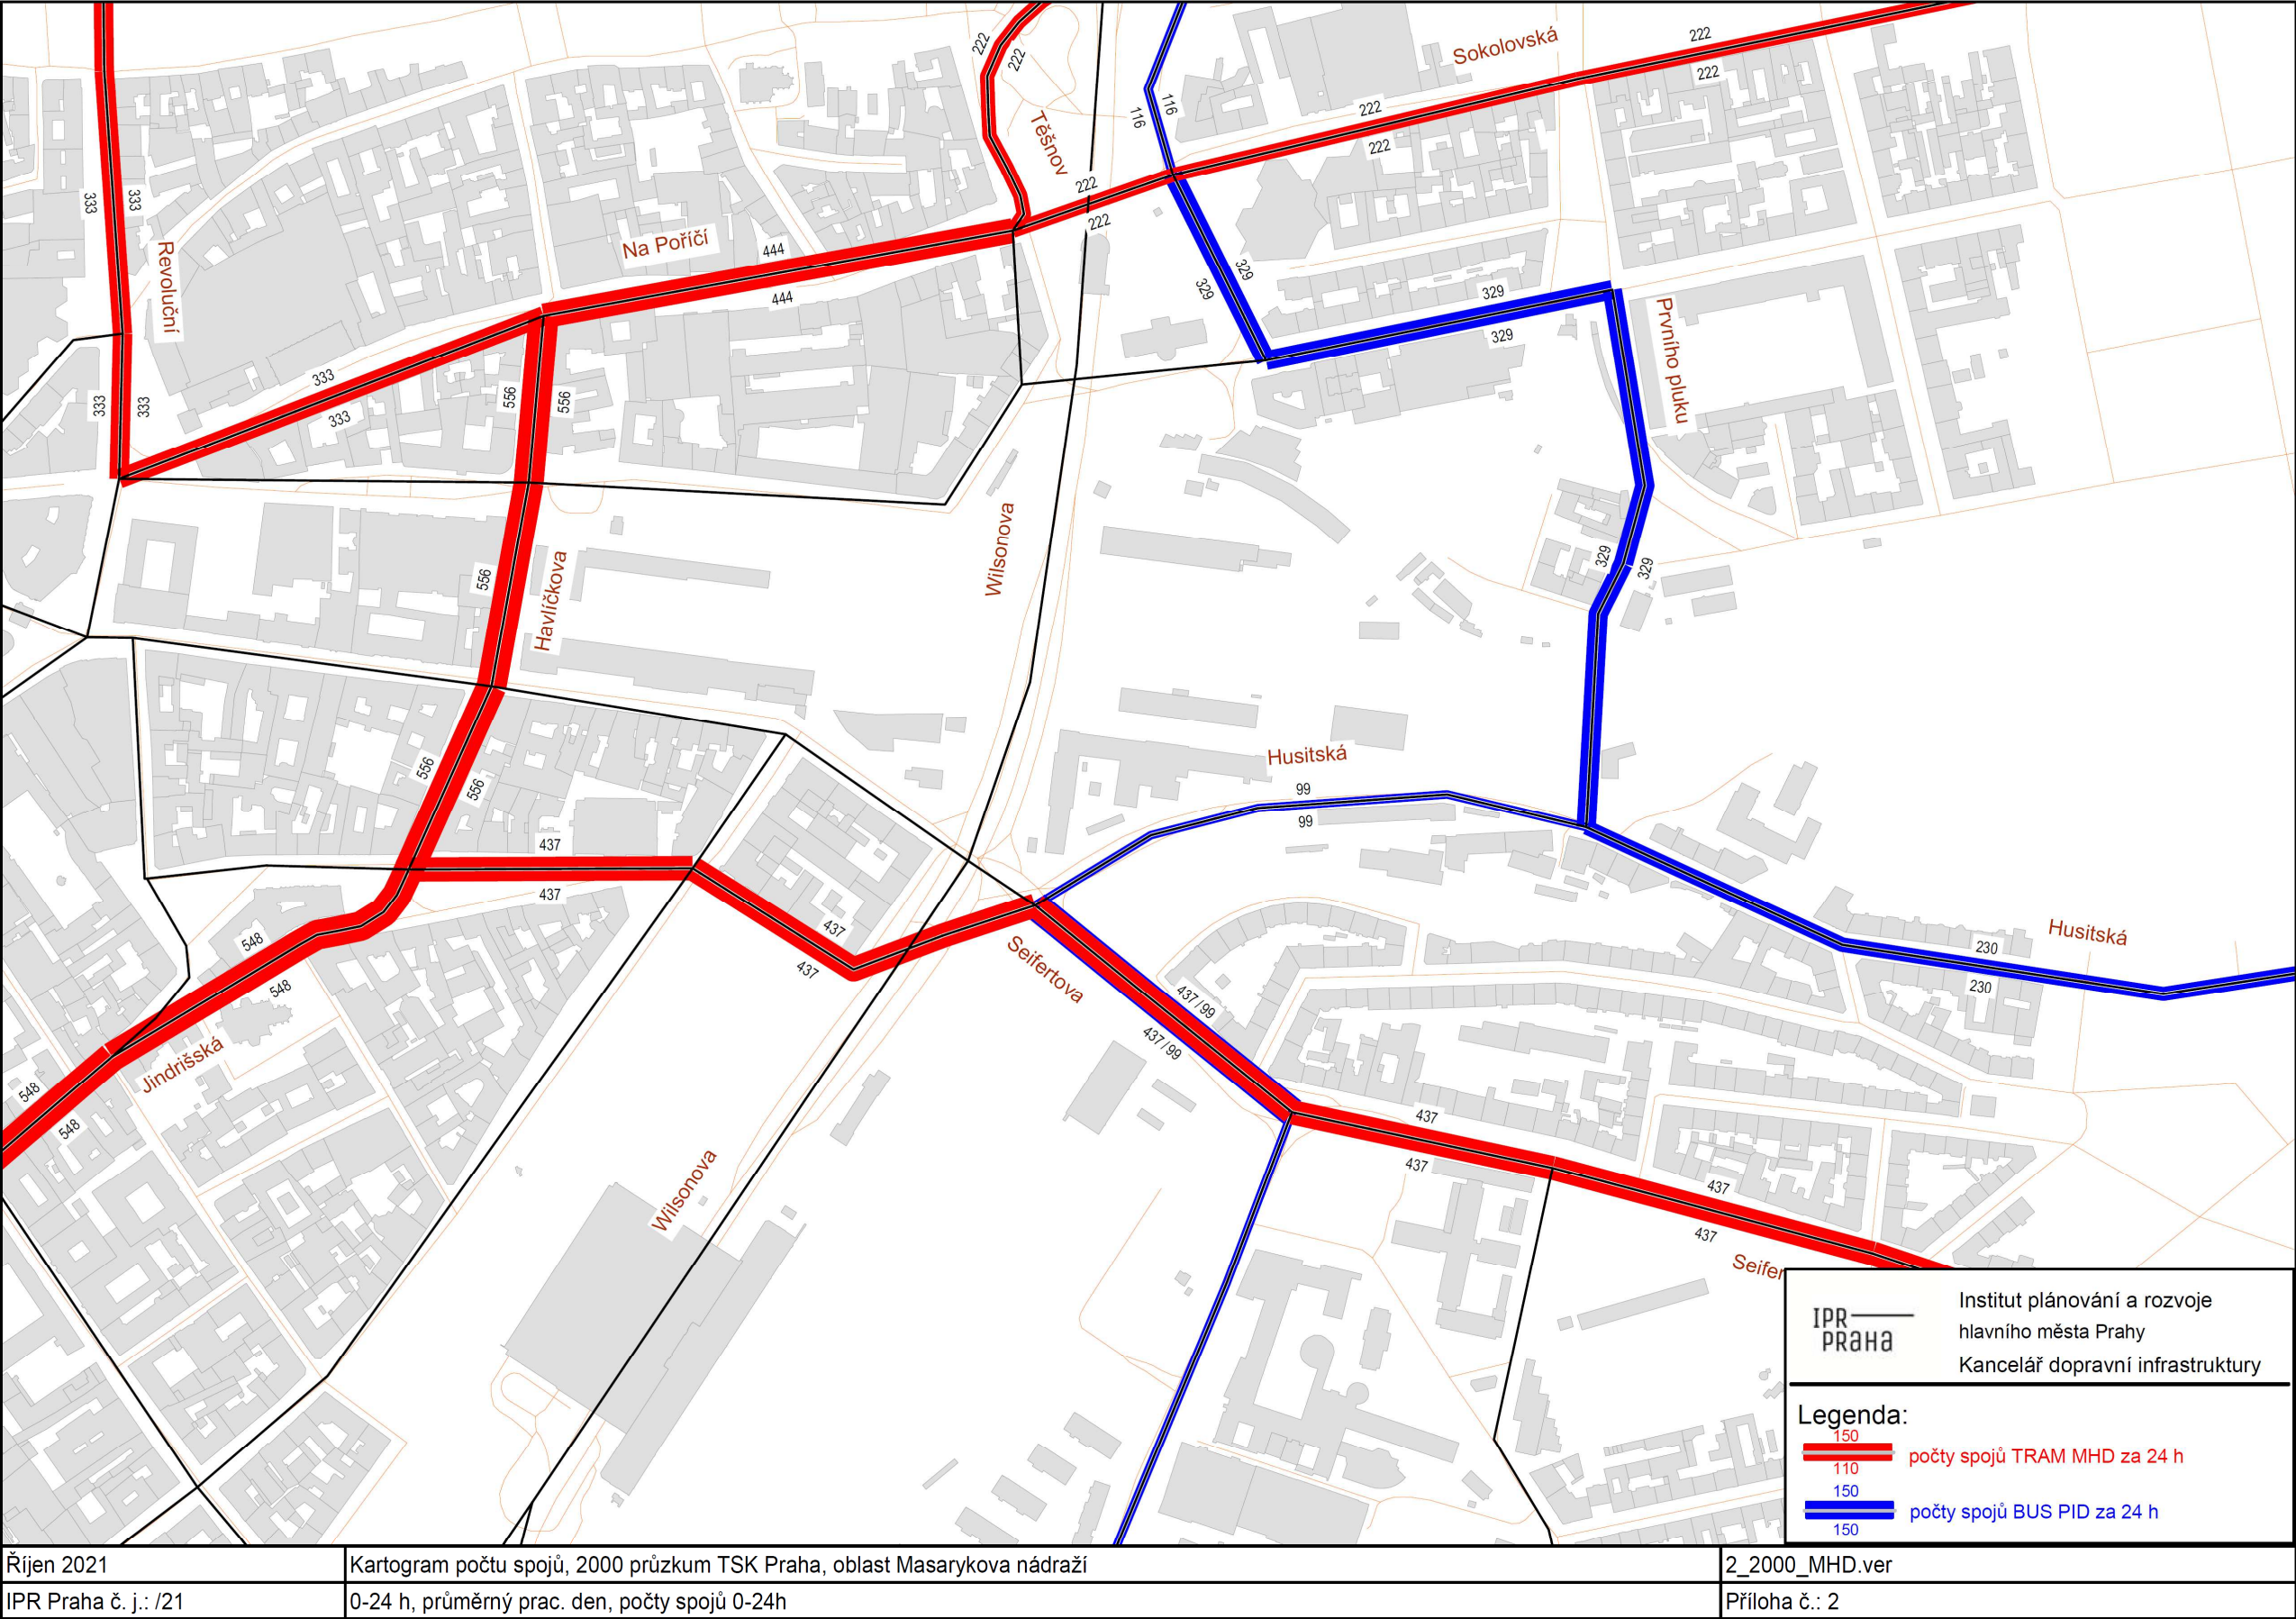 222
222
222
222
Sokolovská
116
116
Těšnov
222
222
222
222
333
333
Revoluční
Na Poříčí
444
444
329
329
329
329
Prvního pluku
333
333
333
333
556
556
Wilsonova
329
329
556
Havlíčkova
Husitská
99
99
556
556
437
437
548
548
437
437
Seifertova
437/99
437/99
Husitská
230
230
Jindrišská
548
548
437
437
437
437
Wilsonova
Seifer
IPR
PRAHA
Institut plánování a rozvoje
hlavního města Prahy
Kancelář dopravní infrastruktury
Legenda:
150
počty spojů TRAM MHD za 24 h
110
150
počty spojů BUS PID za 24 h
150
Říjen 2021
Kartogram počtu spojů, 2000 průzkum TSK Praha, oblast Masarykova nádraží
2_2000_MHD.ver
IPR Praha č. j.: /21
0-24 h, průměrný prac. den, počty spojů 0-24h
Příloha č.: 2